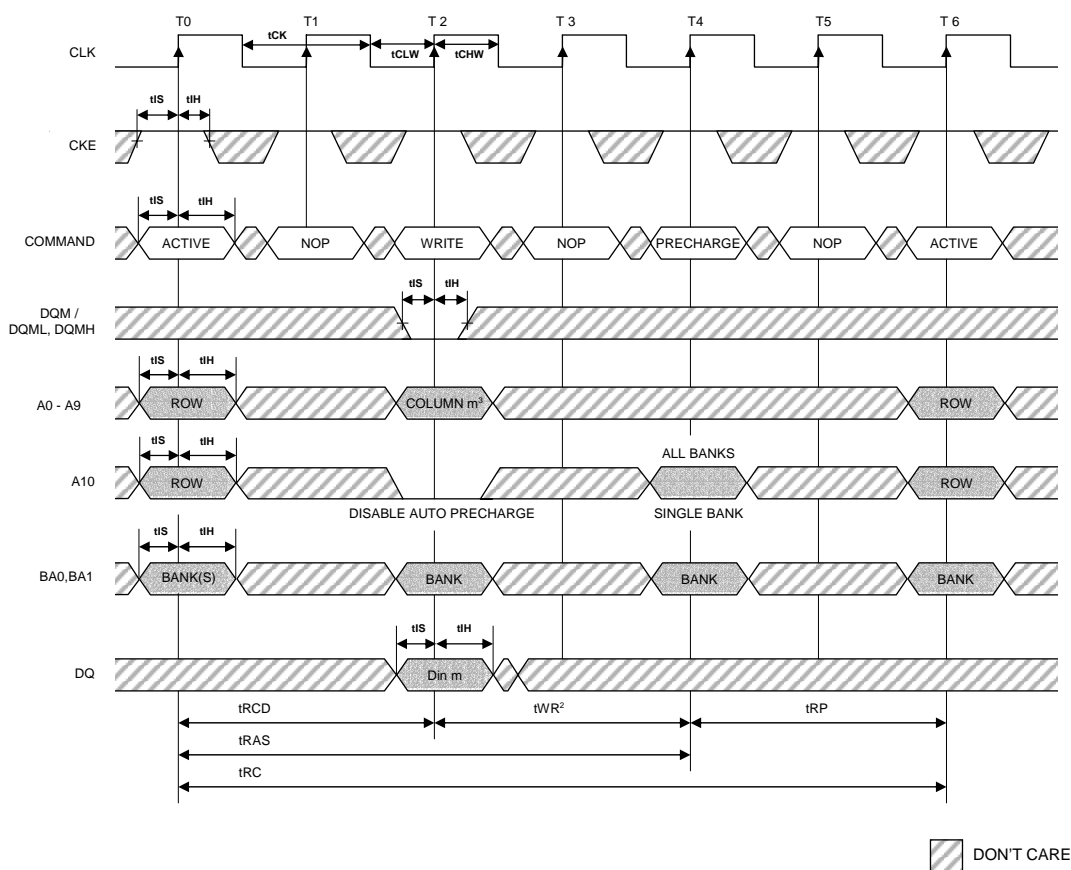 T0 T1 T 2 T 3 T4 T5 T 6
CLK
tCK
tCLW tCHW
tIS tIH
CKE
tIS tIH
COMMAND ACTIVE NOP WRITE NOP PRECHARGE NOP ACTIVE
tIS tIH
DQM /
DQML, DQMH
tIS tIH
A0 - A9 ROW COLUMN m³ ROW
tIS tIH
ALL BANKS
A10 ROW ROW
DISABLE AUTO PRECHARGE SINGLE BANK
tIS tIH
BA0,BA1 BANK(S) BANK BANK BANK
tIS tIH
DQ Din m
tRCD tWR² tRP
tRAS
tRC
DON'T CARE